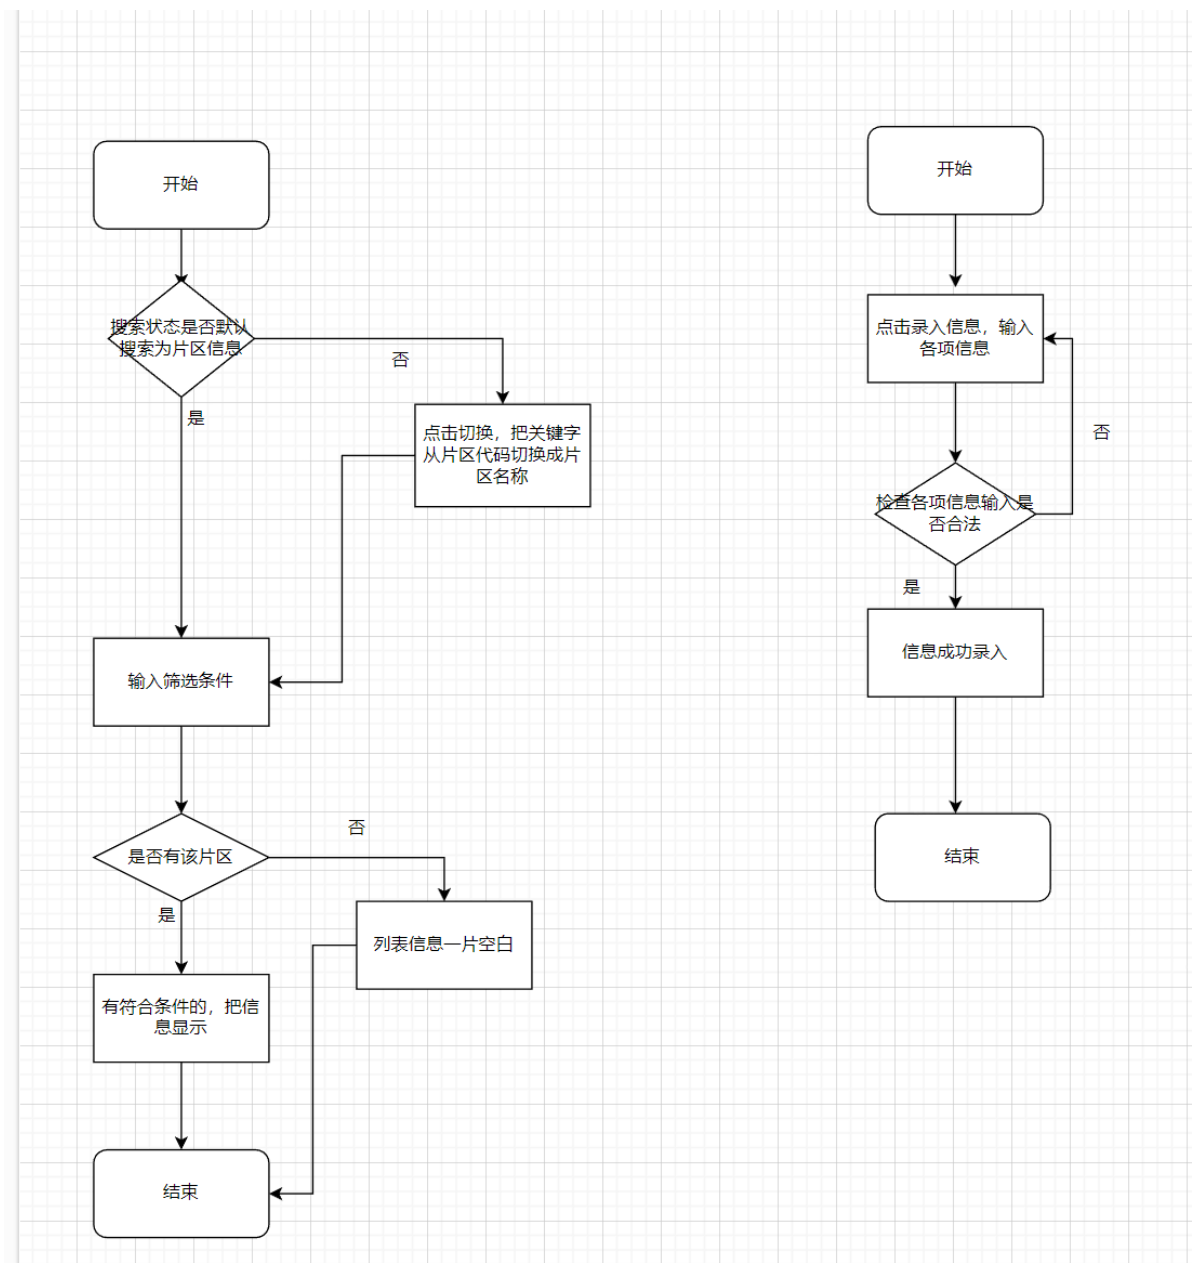 开始
搜索状态是否默认
搜索为片区信息
否
是
点击切换，把关键字
从片区代码切换成片
区名称
输入筛选条件
是否有该片区
否
是
列表信息一片空白
有符合条件的，把信
息显示
结束
开始
点击录入信息，输入
各项信息
否
检查各项信息输入是
否合法
是
信息成功录入
结束